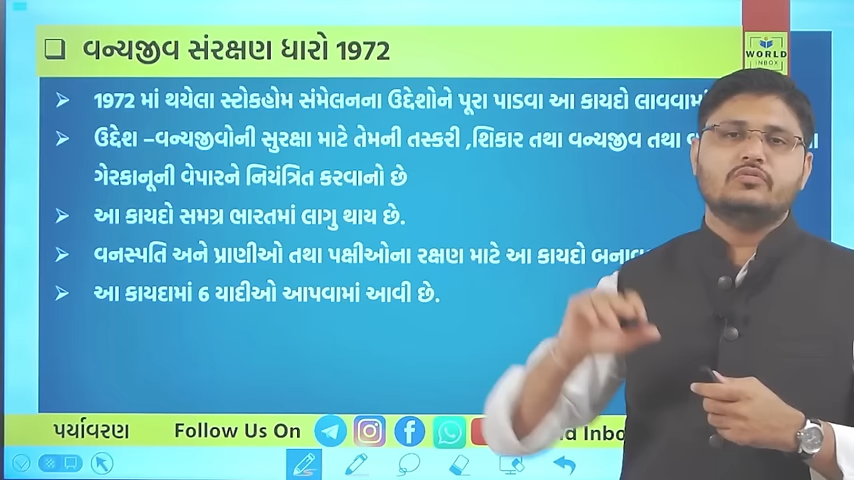 વન્યજીવ સંરક્ષણ ધારો 1972
WORLD
INBOX
1972 માં થયેલા સ્ટોકહોમ સંમેલનના ઉદ્દેશોને પૂરા પાડવા આ કાયદો લાવવામાં
ઉદ્દેશ –વન્યજીવોની સુરક્ષા માટે તેમની તસ્કરી ,શિકાર તથા વન્યજીવ તથા
ગેરકાનૂની વેપારને નિયંત્રિત કરવાનો છે
આ કાયદો સમગ્ર ભારતમાં લાગુ થાય છે.
વનસ્પતિ અને પ્રાણીઓ તથા પક્ષીઓના રક્ષણ માટે આ કાયદો
આ કાયદામાં 6 યાદીઓ આપવામાં આવી છે.
પર્યાવરણ Follow Us On